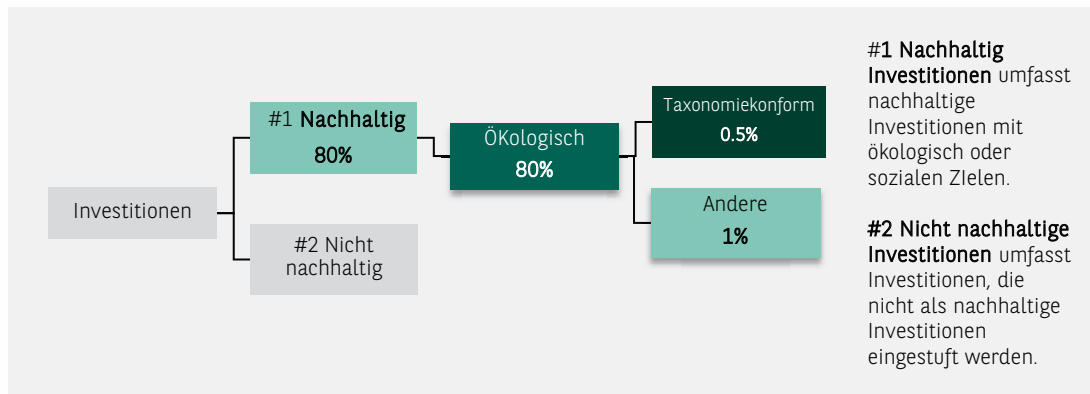 #1 Nachhaltig
80%
ÖKologisch
80%
Taxonomiekonform
0.5%
Andere
1%
Investitionen
#2 Nicht
nachhaltig
#1 Nachhaltig
Investitionen umfasst
nachhaltige
Investitionen mit
ökologisch oder
sozialen ZIelen.
#2 Nicht nachhaltige
Investitionen umfasst
Investitionen, die
nicht als nachhaltige
Investitionen
eingestuft werden.